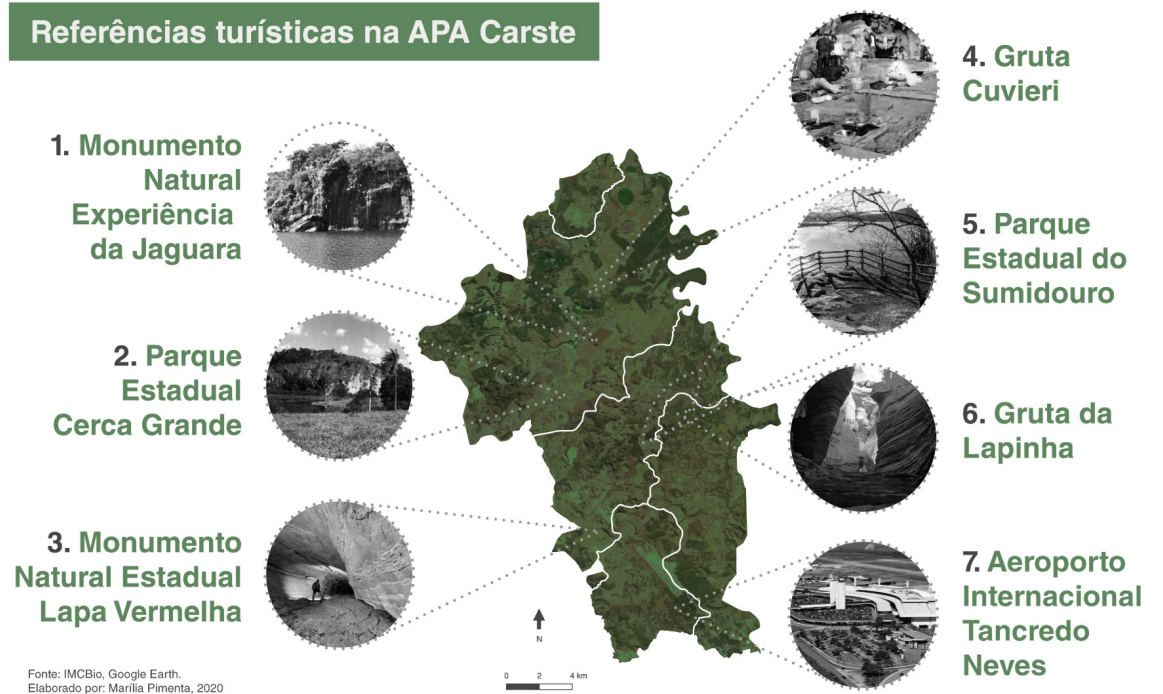 Referências turísticas na APA Carste
1. Monumento
Natural
Experiência
da Jaguara
2. Parque
Estadual
Cerca Grande
3. Monumento
Natural Estadual
Lapa Vermelha
4. Gruta
Cuvieri
5. Parque
Estadual do
Sumidouro
6. Gruta da
Lapinha
7. Aeroporto
Internacional
Tancredo
Neves
N
0 2 4 km
Fonte: IMCBio, Google Earth.
Elaborado por: Marília Pimenta, 2020